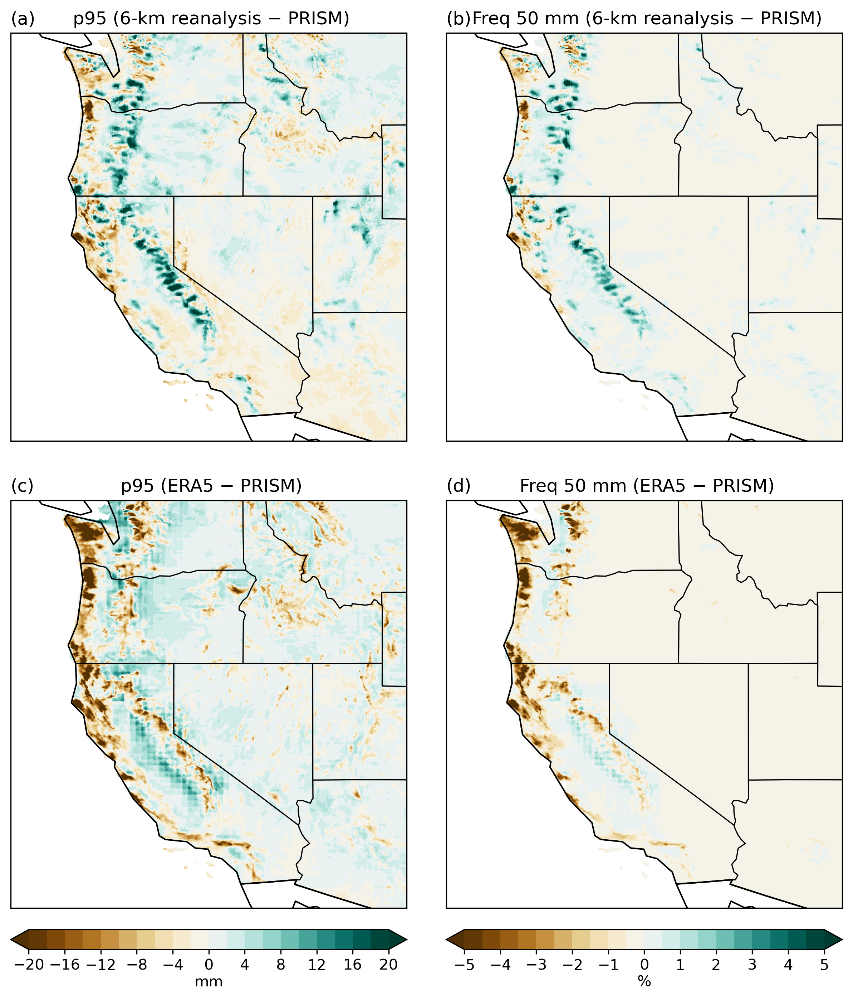 (a) p95 (6-km reanalysis − PRISM)
(b) Freq 50 mm (6-km reanalysis − PRISM)
(c) p95 (ERA5 − PRISM)
(d) Freq 50 mm (ERA5 − PRISM)
−20 −16 −12 −8 −4 0 4 8 12 16 20
mm
−5 −4 −3 −2 −1 0 1 2 3 4 5
%